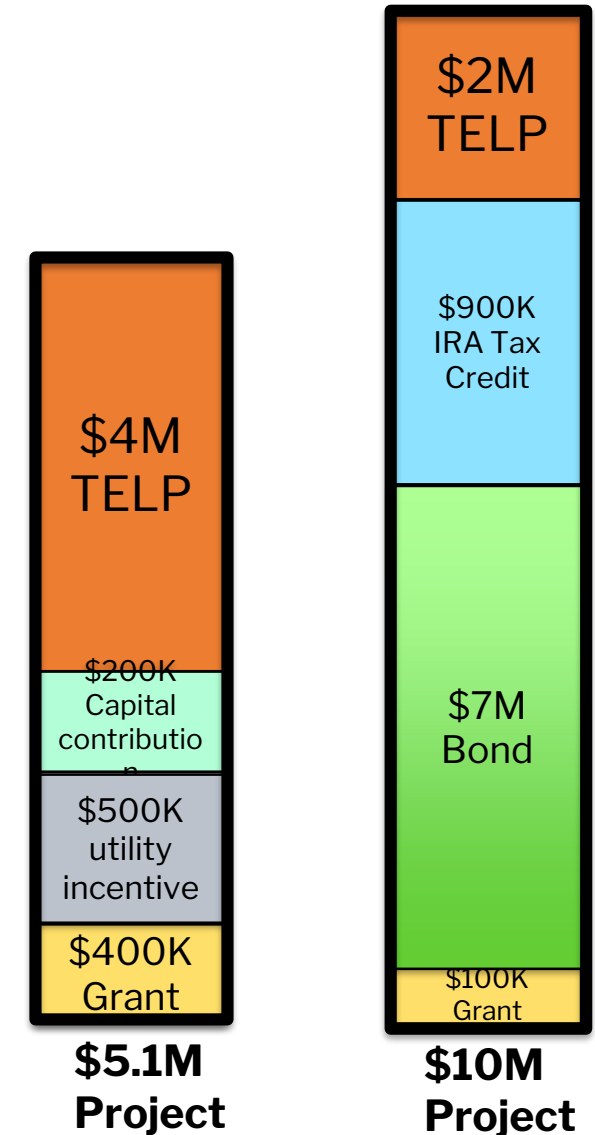 $4M
TELP
$200K
Capital
contributio
n
$500K
utility
incentive
$400K
Grant
$5.1M
Project
$2M
TELP
$900K
IRA Tax
Credit
$7M
Bond
$100K
Grant
$10M
Project